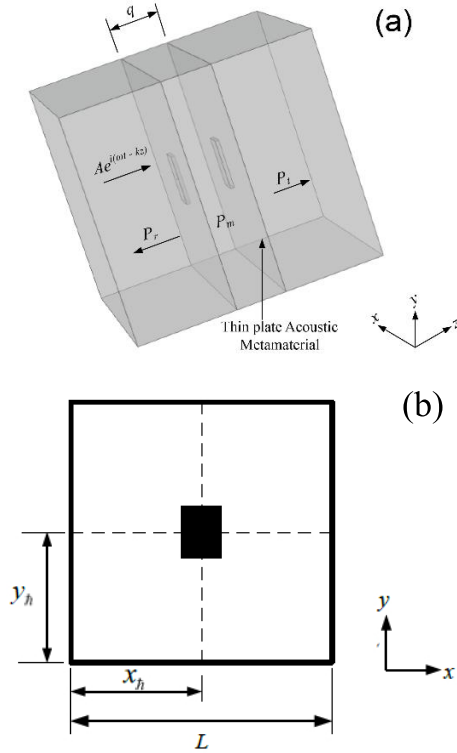 (a)
q
Ae^{i(ωt - kz)}
P_r
P_m
P_t
Thin plate Acoustic
Metamaterial
x
y
z
(b)
y_ℏ
x_ℏ
L
y
x